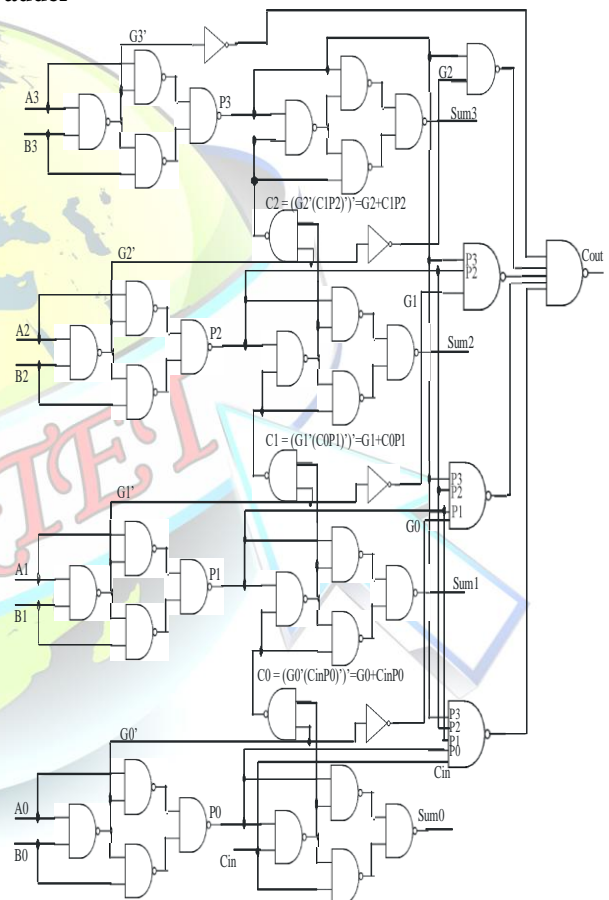 adder
G3'
G2
A3
P3
Sum3
B3
C2 = (G2'(C1P2)')'=G2+C1P2
G2'
Cout
P3
P2
G1
A2
P2
Sum2
B2
C1 = (G1'(C0P1)')'=G1+C0P1
P3
P2
G1'
P1
G0
A1
P1
Sum1
B1
C0 = (G0'(CinP0)')'=G0+CinP0
P3
P2
G0'
P1
P0
Cin
A0
P0
Sum0
B0
Cin
IETE